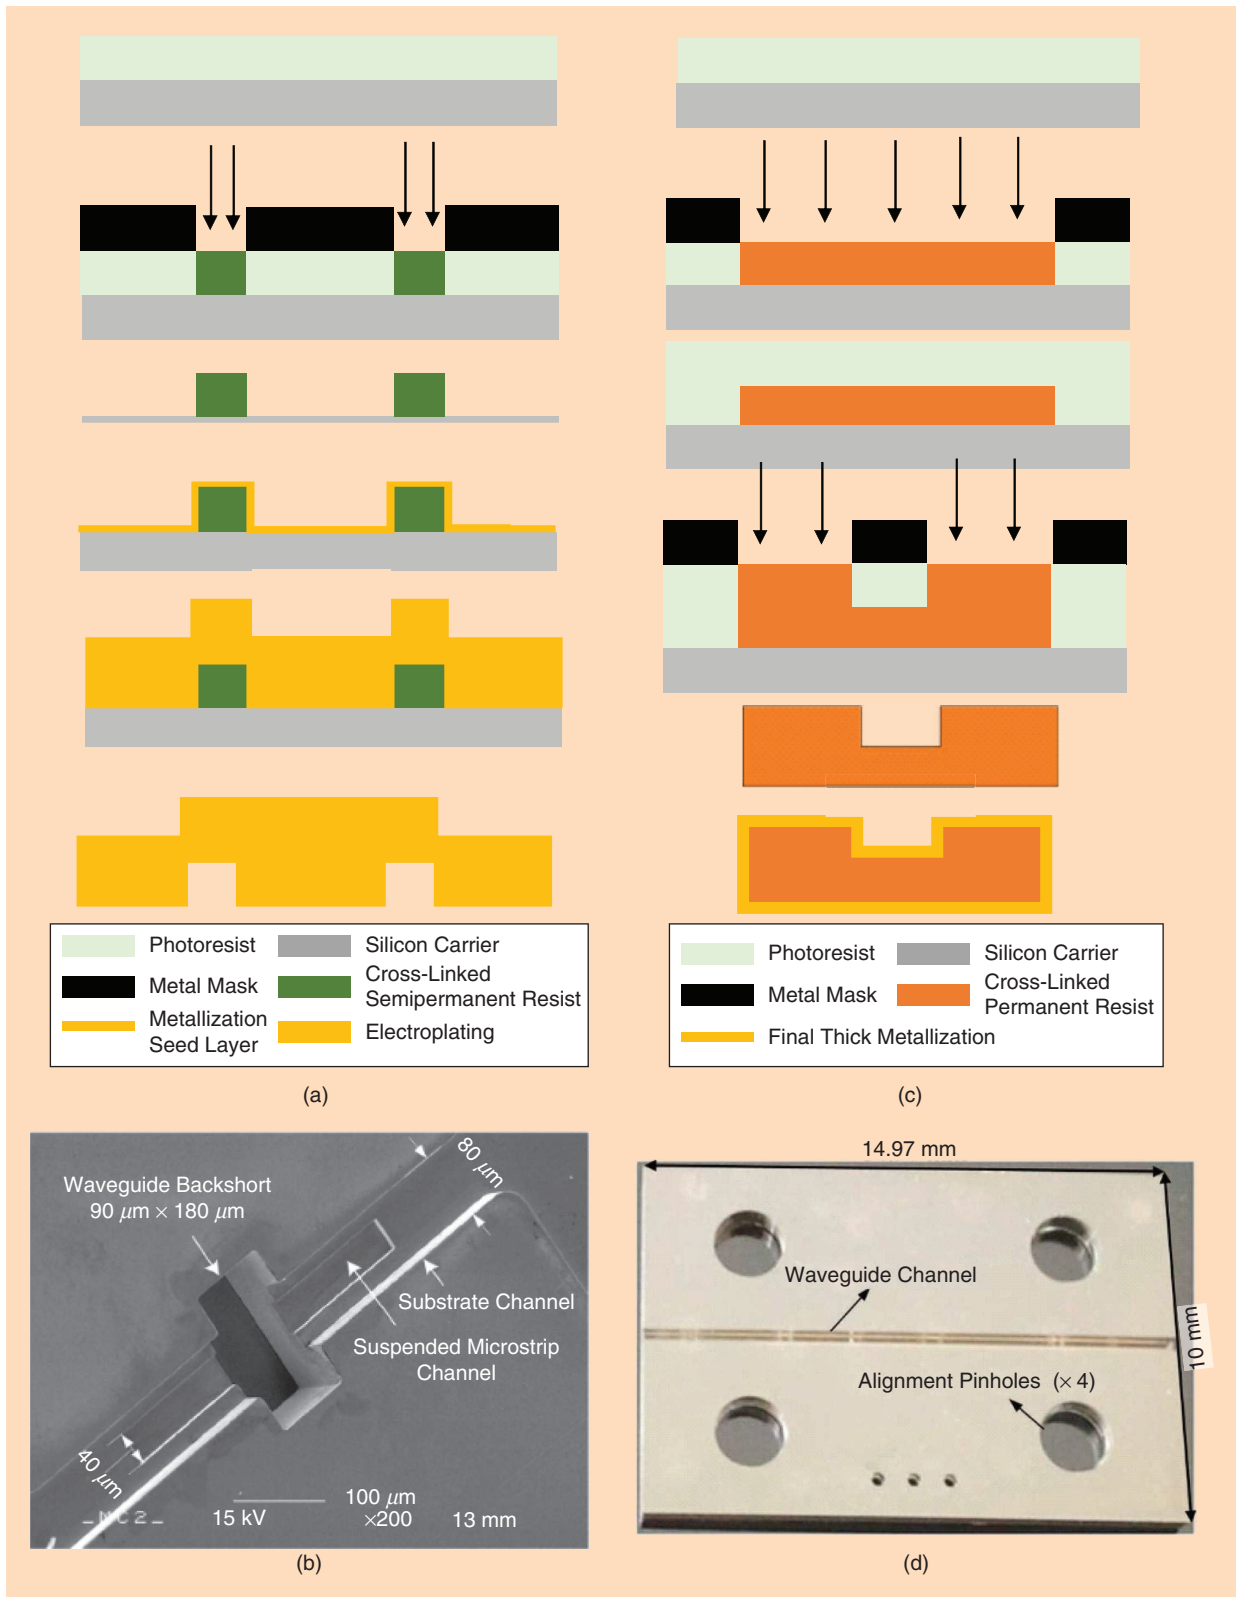 Photoresist
Silicon Carrier
Metal Mask
Cross-Linked
Semipermanent Resist
Metallization
Seed Layer
Electroplating
(a)
Photoresist
Silicon Carrier
Metal Mask
Cross-Linked
Permanent Resist
Final Thick Metallization
(c)
Waveguide Backshort
90 μm × 180 μm
80 μm
Substrate Channel
Suspended Microstrip
Channel
40 μm
100 μm
15 kV
×200
13 mm
(b)
14.97 mm
Waveguide Channel
10 mm
Alignment Pinholes (× 4)
(d)